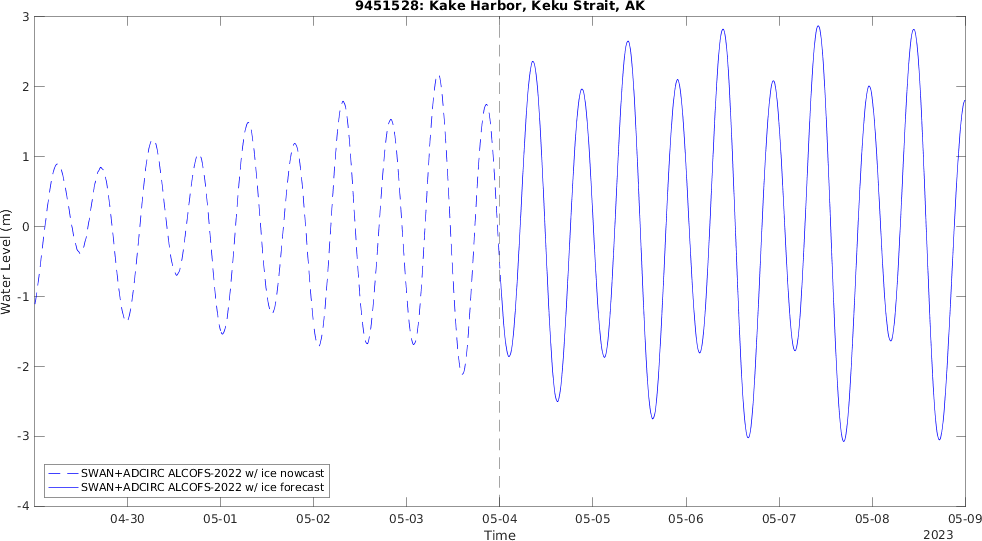 9451528: Kake Harbor, Keku Strait, AK
3
2
1
0
-1
-2
-3
-4
Water Level (m)
SWAN+ADCIRC ALCOFS-2022 w/ ice nowcast
SWAN+ADCIRC ALCOFS-2022 w/ ice forecast
04-30 05-01 05-02 05-03 05-04 05-05 05-06 05-07 05-08 05-09
Time
2023